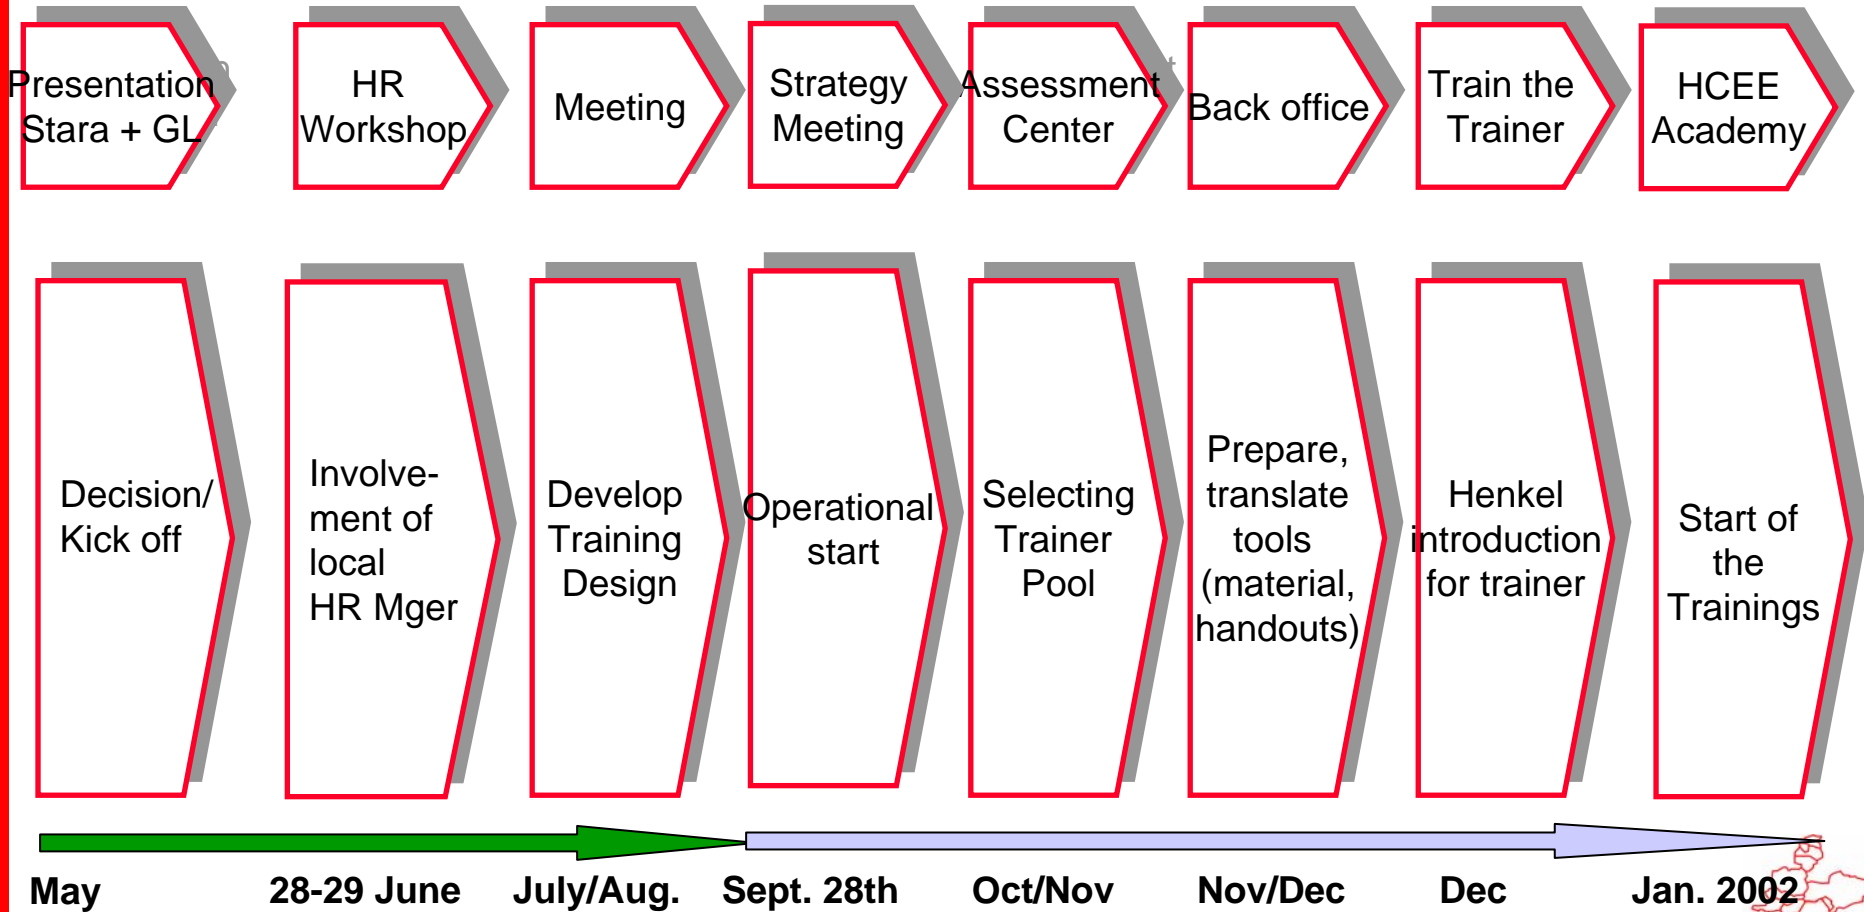 Presentation
Stara + GL
HR
Workshop
Meeting
Strategy
Meeting
Assessment
Center
Back office
Train the
Trainer
HCEE
Academy
Decision/
Kick off
Involve-
ment of
local
HR Mger
Develop
Training
Design
Operational
start
Selecting
Trainer
Pool
Prepare,
translate
tools
(material,
handouts)
Henkel
introduction
for trainer
Start of
the
Trainings
May
28-29 June
July/Aug.
Sept. 28th
Oct/Nov
Nov/Dec
Dec
Jan. 2002